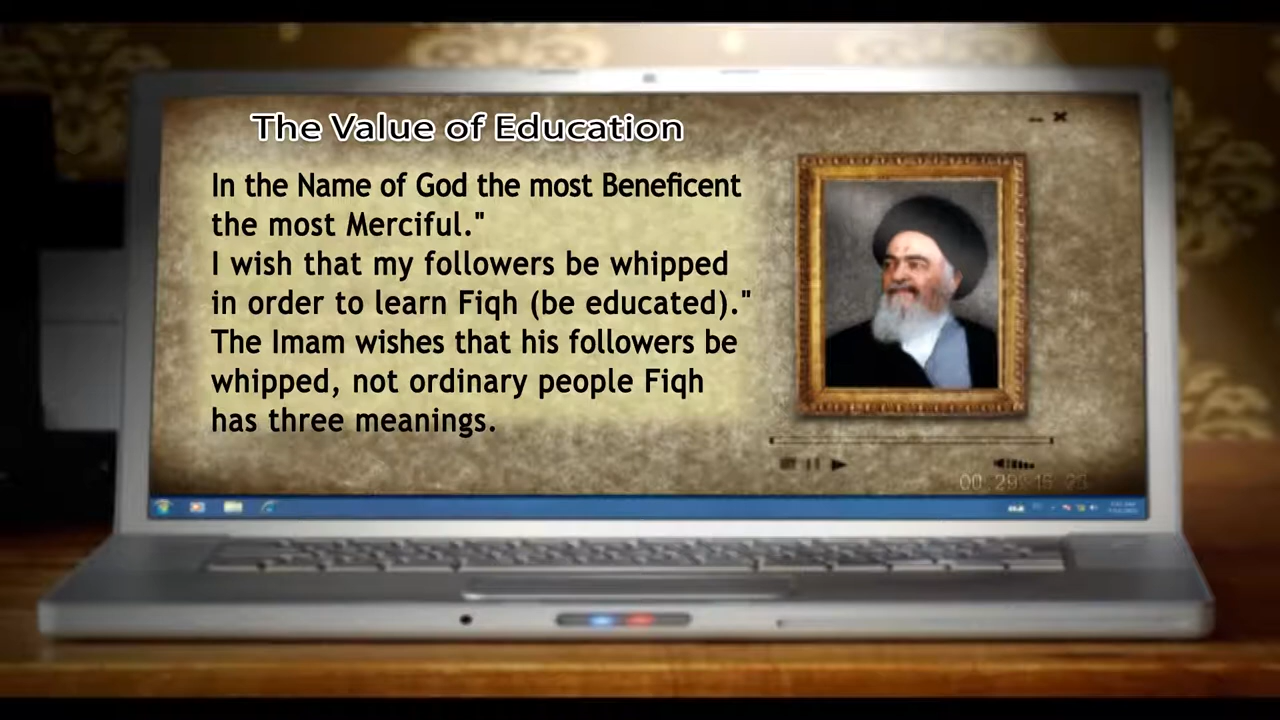 The Value of Education
In the Name of God the most Beneficent
the most Merciful."
I wish that my followers be whipped
in order to learn Fiqh (be educated)."
The Imam wishes that his followers be
whipped, not ordinary people Fiqh
has three meanings.